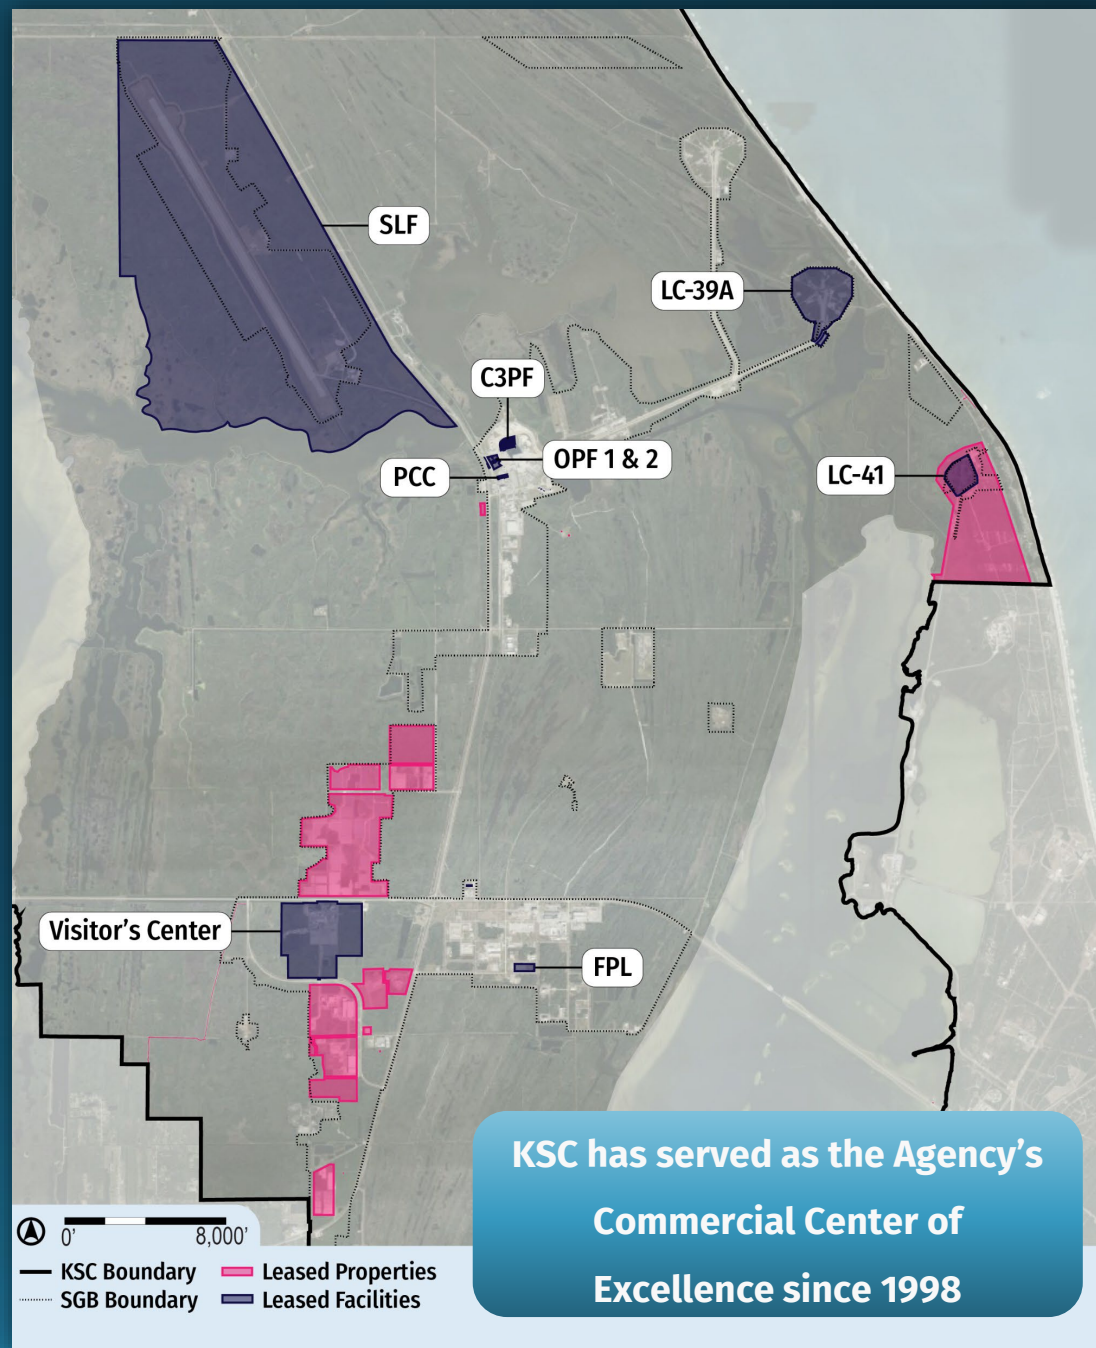 SLF
LC-39A
C3PF
OPF 1 & 2
PCC
LC-41
Visitor’s Center
FPL
KSC has served as the Agency’s
Commercial Center of
Excellence since 1998
0' 8,000'
KSC Boundary Leased Properties
SGB Boundary Leased Facilities